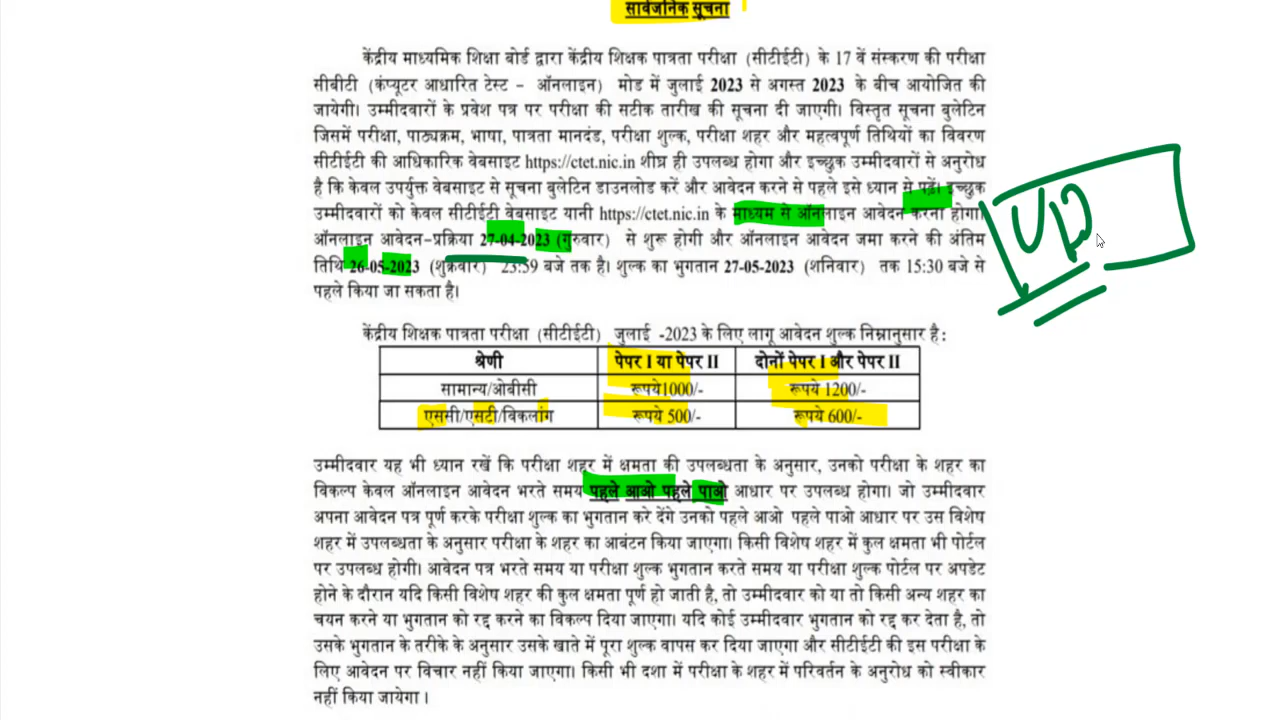 सार्वजनिक सूचना
केंद्रीय माध्यमिक शिक्षा बोर्ड द्वारा केंद्रीय शिक्षक पात्रता परीक्षा (सीटीईटी) के 17 वें संस्करण की परीक्षा
सीबीटी (कंप्यूटर आधारित टेस्ट - ऑनलाइन) मोड में जुलाई 2023 से अगस्त 2023 के बीच आयोजित की
जायेगी। उम्मीदवारों के प्रवेश पत्र पर परीक्षा की सटीक तारीख की सूचना दी जाएगी। विस्तृत सूचना बुलेटिन
जिसमें परीक्षा, पाठ्यक्रम, भाषा, पात्रता मानदंड, परीक्षा शुल्क, परीक्षा शहर और महत्वपूर्ण तिथियों का विवरण
सीटीईटी की आधिकारिक वेबसाइट https://ctet.nic.in शीघ्र ही उपलब्ध होगा और इच्छुक उम्मीदवारों से अनुरोध
है कि केवल उपर्युक्त वेबसाइट से सूचना बुलेटिन डाउनलोड करें और आवेदन करने से पहले इसे ध्यान से पढ़ें। इच्छुक
उम्मीदवारों को केवल सीटीईटी वेबसाइट यानी https://ctet.nic.in के माध्यम से ऑनलाइन आवेदन करना होगा।
ऑनलाइन आवेदन-प्रक्रिया 27-04-2023 (गुरुवार) से शुरू होगी और ऑनलाइन आवेदन जमा करने की अंतिम
तिथि 26-05-2023 (शुक्रवार) 23:59 बजे तक है। शुल्क का भुगतान 27-05-2023 (शनिवार) तक 15:30 बजे से
पहले किया जा सकता है।
केंद्रीय शिक्षक पात्रता परीक्षा (सीटीईटी) जुलाई -2023 के लिए लागू आवेदन शुल्क निम्नानुसार है:
श्रेणी पेपर I या पेपर II दोनों पेपर I और पेपर II
सामान्य/ओबीसी रूपये1000/- रूपये 1200/-
एससी/एसटी/विकलांग रूपये 500/- रूपये 600/-
उम्मीदवार यह भी ध्यान रखें कि परीक्षा शहर में क्षमता की उपलब्धता के अनुसार, उनको परीक्षा के शहर का
विकल्प केवल ऑनलाइन आवेदन भरते समय पहले आओ पहले पाओ आधार पर उपलब्ध होगा। जो उम्मीदवार
अपना आवेदन पत्र पूर्ण करके परीक्षा शुल्क का भुगतान करे देंगे उनको पहले आओ पहले पाओ आधार पर उस विशेष
शहर में उपलब्धता के अनुसार परीक्षा के शहर का आबंटन किया जाएगा। किसी विशेष शहर में कुल क्षमता भी पोर्टल
पर उपलब्ध होगी। आवेदन पत्र भरते समय या परीक्षा शुल्क भुगतान करते समय या परीक्षा शुल्क पोर्टल पर अपडेट
होने के दौरान यदि किसी विशेष शहर की कुल क्षमता पूर्ण हो जाती है, तो उम्मीदवार को या तो किसी अन्य शहर का
चयन करने या भुगतान को रद्द करने का विकल्प दिया जाएगा। यदि कोई उम्मीदवार भुगतान को रद्द कर देता है, तो
उसके भुगतान के तरीके के अनुसार उसके खाते में पूरा शुल्क वापस कर दिया जाएगा और सीटीईटी की इस परीक्षा के
लिए आवेदन पर विचार नहीं किया जाएगा। किसी भी दशा में परीक्षा के शहर में परिवर्तन के अनुरोध को स्वीकार
नहीं किया जायेगा ।